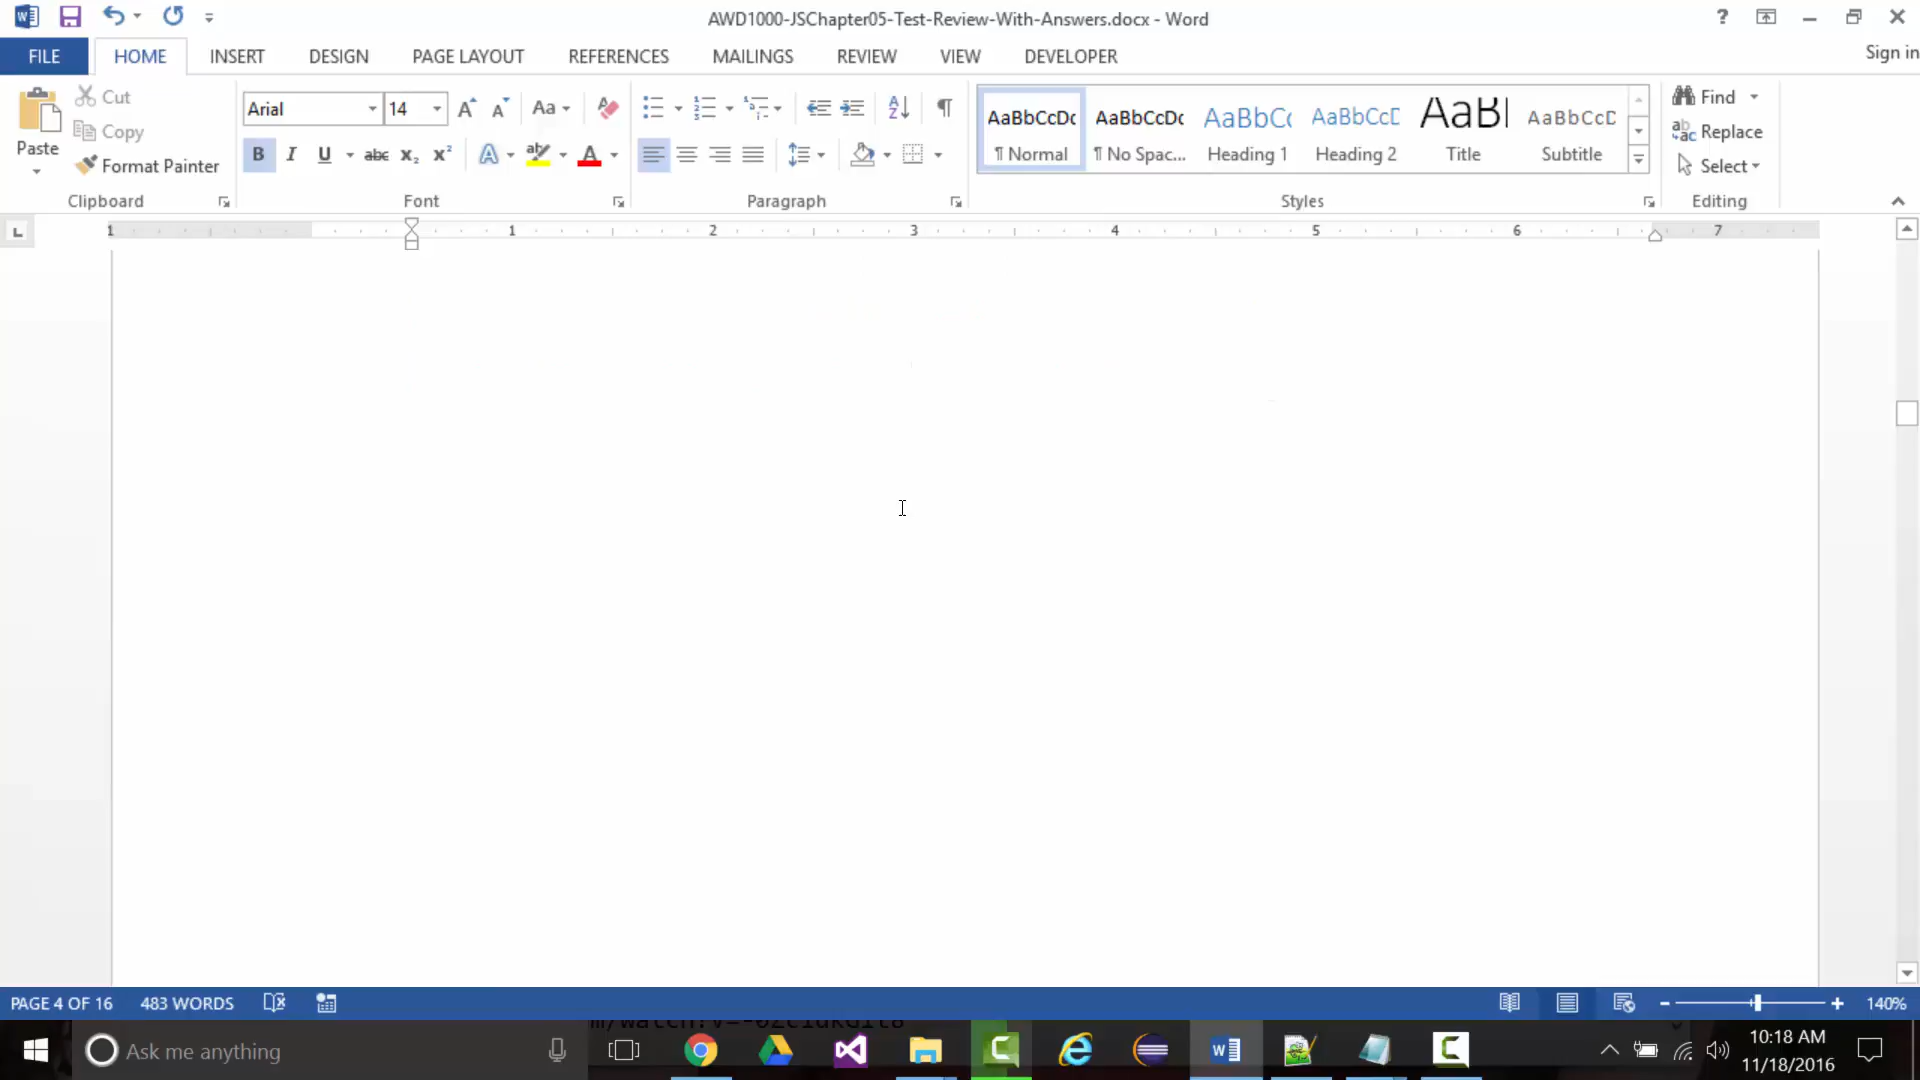 AWD1000-JSChapter05-Test-Review-With-Answers.docx - Word
FILE HOME INSERT DESIGN PAGE LAYOUT REFERENCES MAILINGS REVIEW VIEW DEVELOPER Sign in
Paste Cut Copy Format Painter
Clipboard
Arial 14
Font
Paragraph
AaBbCcDc AaBbCcDc AaBbCc AaBbCcD AaBl AaBbCcD
¶ Normal ¶ No Spac... Heading 1 Heading 2 Title Subtitle
Styles
Find
Replace
Select
Editing
1 1 2 3 4 5 6 7
PAGE 4 OF 16 483 WORDS 140%
Ask me anything
10:18 AM
11/18/2016